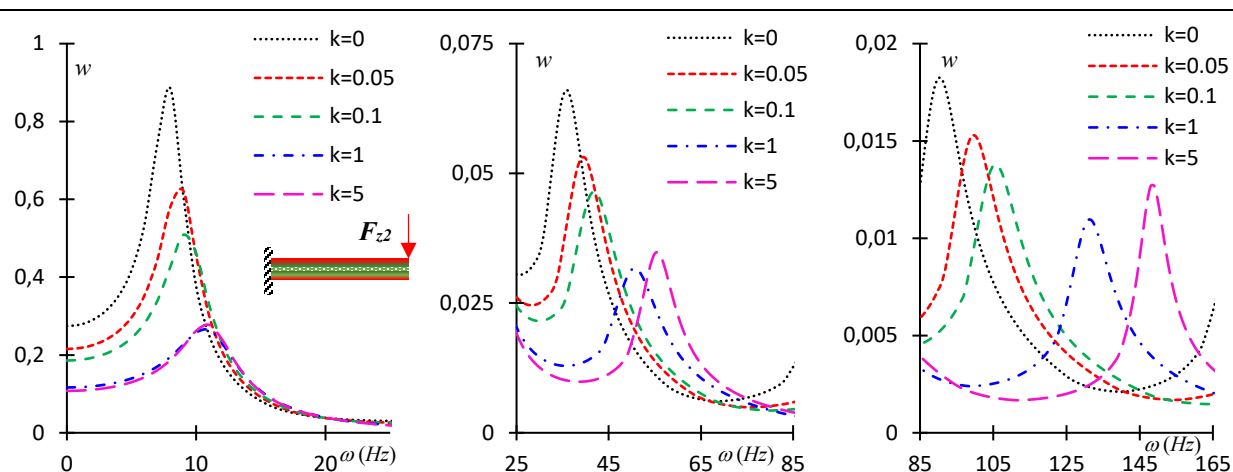 1
0,8
0,6
0,4
0,2
0
w
k=0
k=0.05
k=0.1
k=1
k=5
Fz2
0
10
20
ω (Hz)
0,075
0,05
0,025
0
w
k=0
k=0.05
k=0.1
k=1
k=5
25
45
65
ω (Hz)
85
0,02
0,015
0,01
0,005
0
w
k=0
k=0.05
k=0.1
k=1
k=5
85
105
125
145
ω (Hz)
165